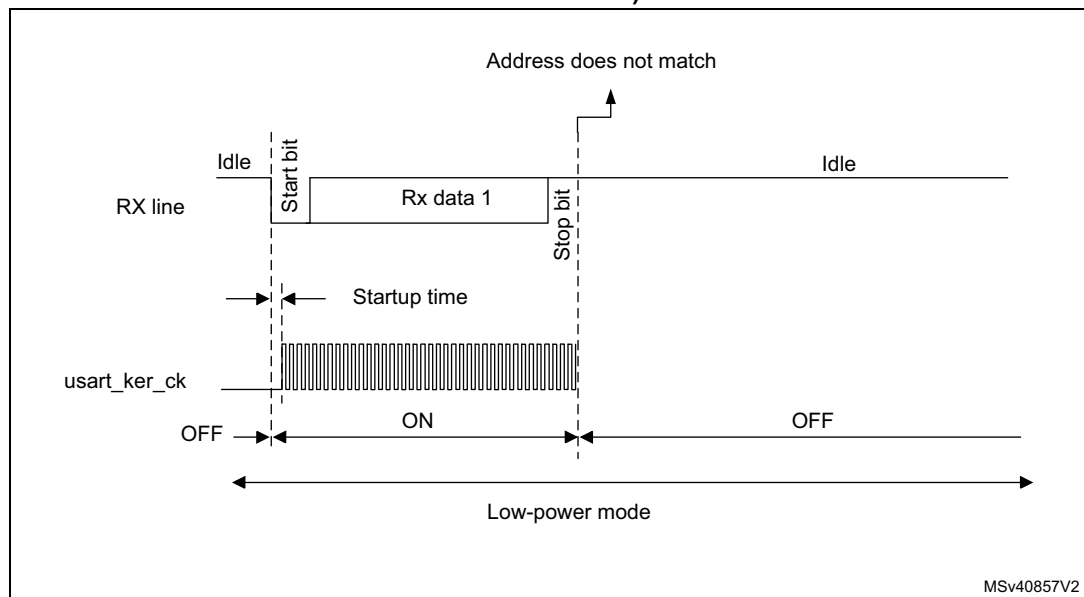 Address does not match
Idle
Start bit
Idle
RX line
Rx data 1
Stop bit
Startup time
usart_ker_ck
OFF
ON
OFF
Low-power mode
MSv40857V2